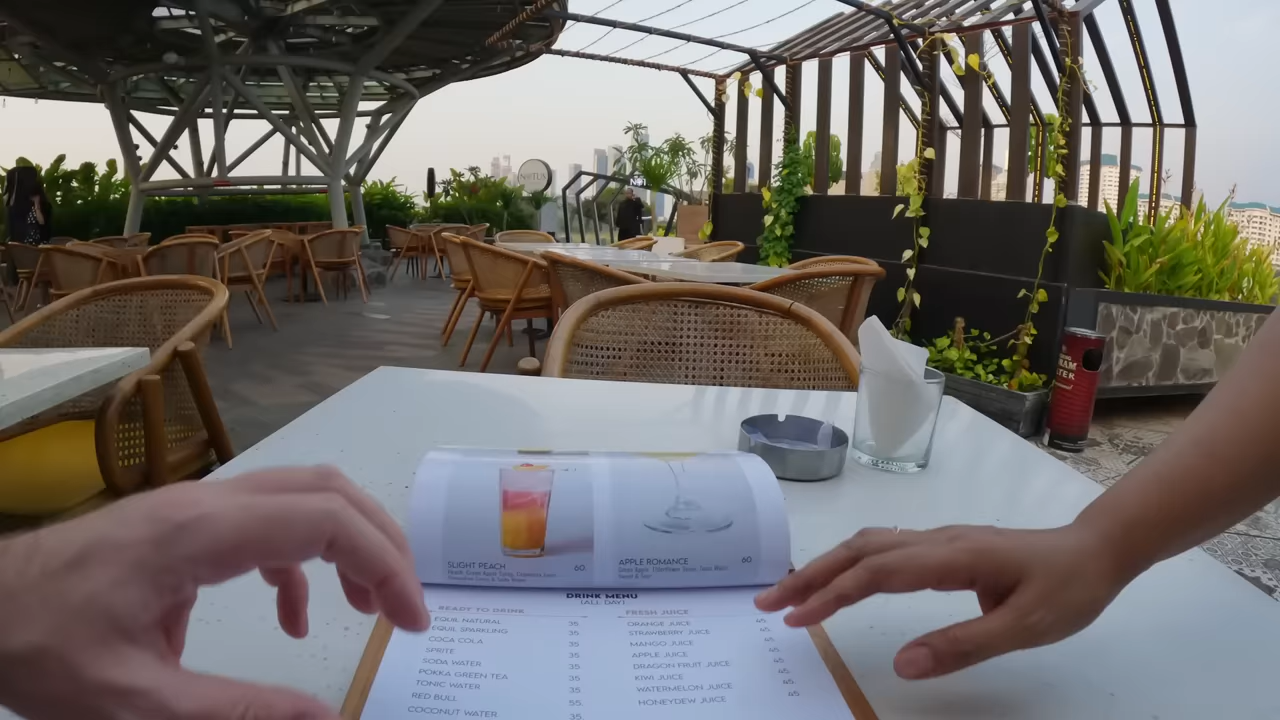 SLIGHT PEACH 60.
APPLE ROMANCE 60
DRINK MENU
(ALL DAY)
READY TO DRINK
EQUIL NATURAL 35
EQUIL SPARKLING 35
COCA COLA 35
SPRITE 35
SODA WATER 35
POKKA GREEN TEA 35
TONIC WATER 35
RED BULL 55
COCONUT WATER 35
FRESH JUICE
ORANGE JUICE 45
STRAWBERRY JUICE 45
MANGO JUICE 45
APPLE JUICE 45
DRAGON FRUIT JUICE 45
KIWI JUICE 45
WATERMELON JUICE 45
HONEYDEW JUICE